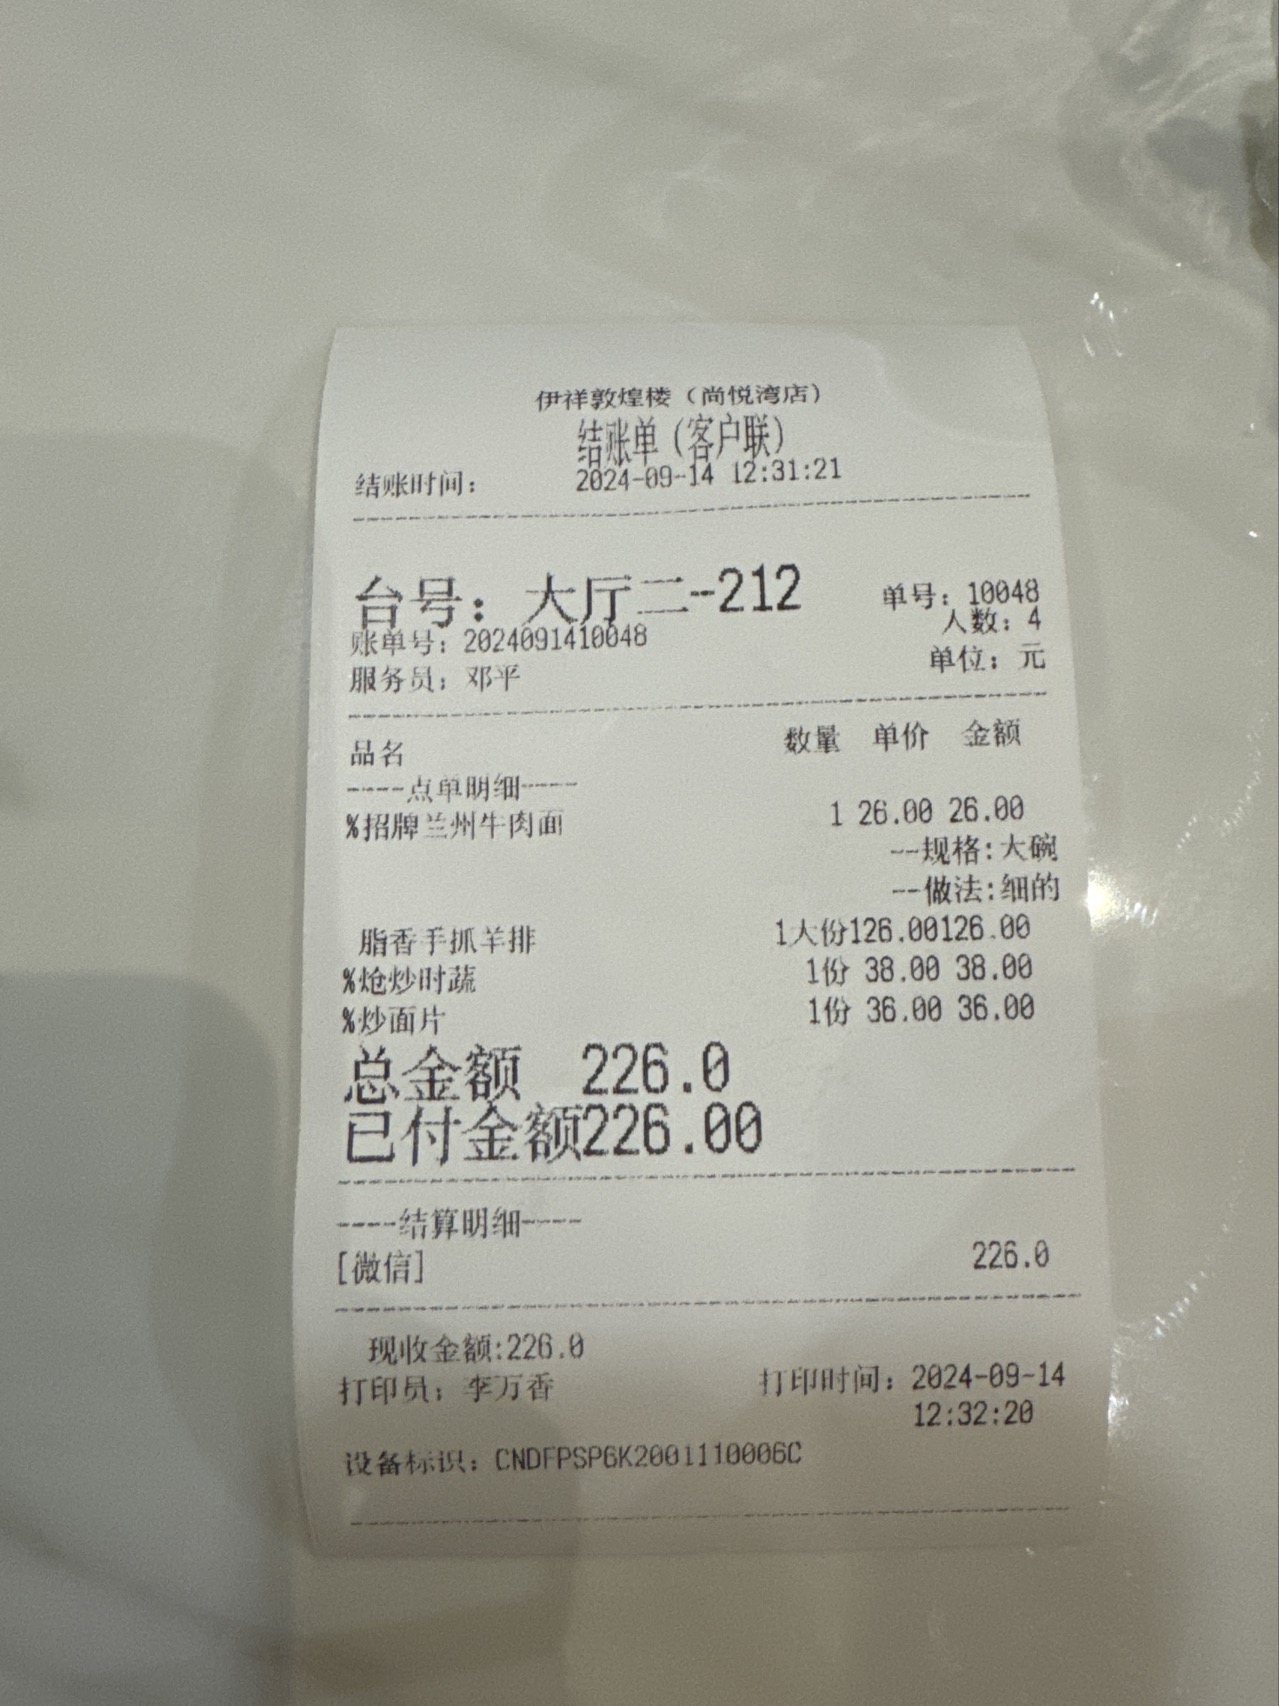 伊祥敦煌楼（尚悦湾店）
结账单（客户联）
结账时间： 2024-09-14 12:31:21
台号：大厅二-212 单号：10048
人数：4
账单号：2024091410048
服务员：邓平 单位：元
品名 数量 单价 金额
----点单明细----
%招牌兰州牛肉面 1 26.00 26.00
--规格:大碗
--做法:细的
脂香手抓羊排 1大份126.00126.00
%炝炒时蔬 1份 38.00 38.00
%炒面片 1份 36.00 36.00
总金额 226.0
已付金额226.00
----结算明细----
[微信] 226.0
现收金额:226.0
打印员：李万香 打印时间：2024-09-14
12:32:20
设备标识：CNDFPSP6K2001110006C